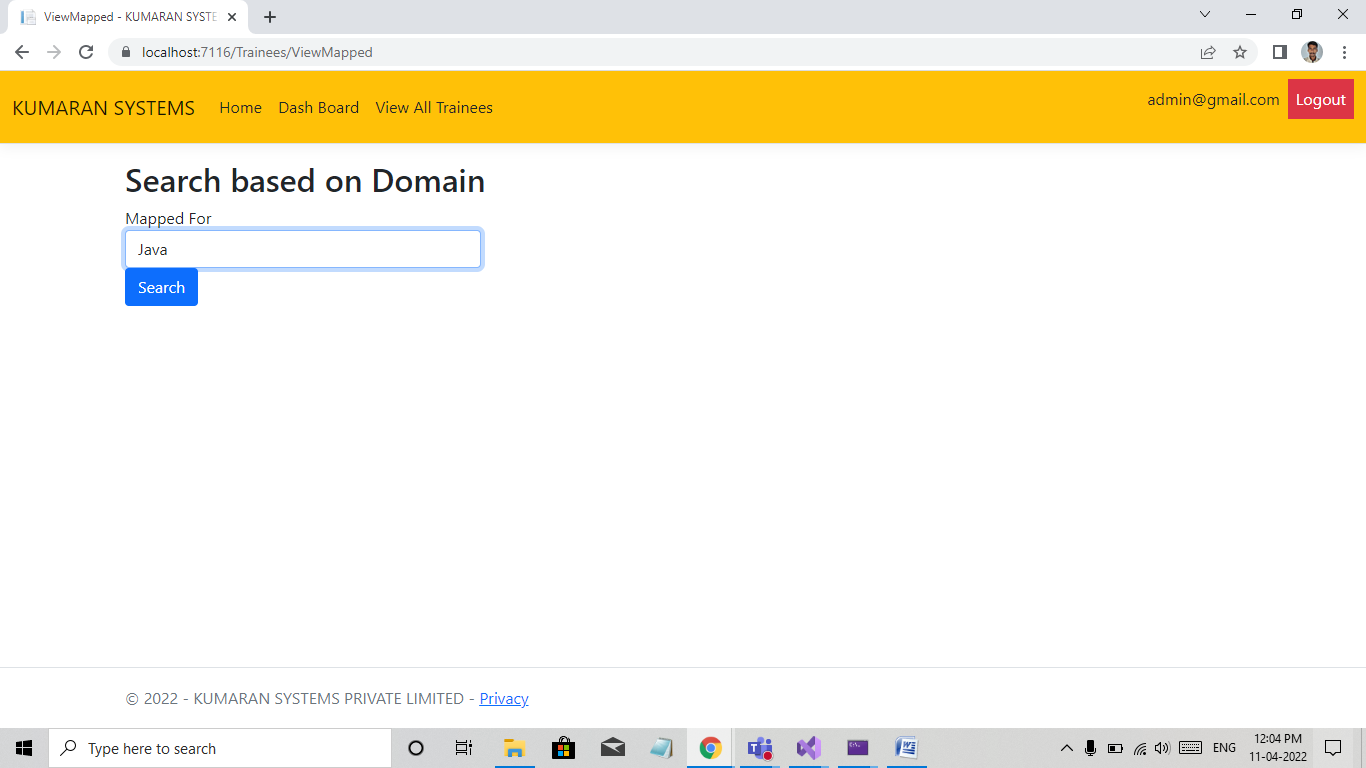 ViewMapped - KUMARAN SYSTE
localhost:7116/Trainees/ViewMapped
KUMARAN SYSTEMS Home Dash Board View All Trainees admin@gmail.com Logout
Search based on Domain
Mapped For
Java
Search
© 2022 - KUMARAN SYSTEMS PRIVATE LIMITED - Privacy
Type here to search
ENG
12:04 PM
11-04-2022